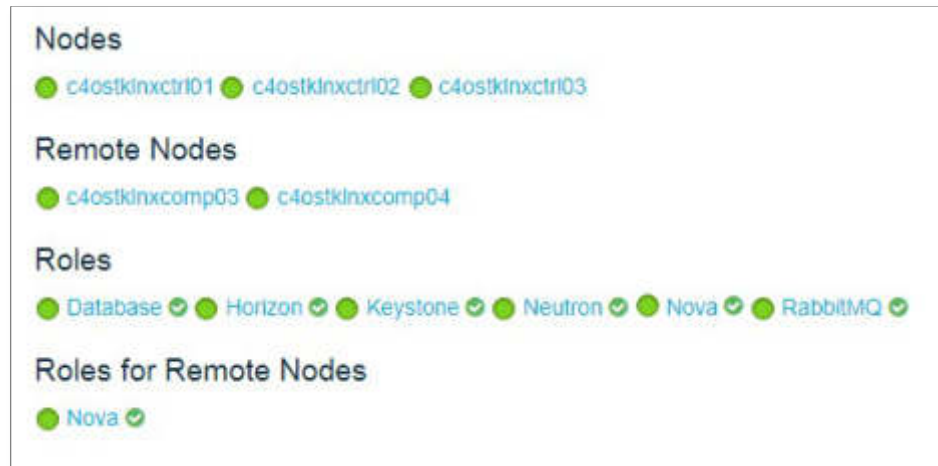 Nodes
c4ostklnxctrl01 c4ostklnxctrl02 c4ostklnxctrl03
Remote Nodes
c4ostklnxcomp03 c4ostklnxcomp04
Roles
Database Horizon Keystone Neutron Nova RabbitMQ
Roles for Remote Nodes
Nova